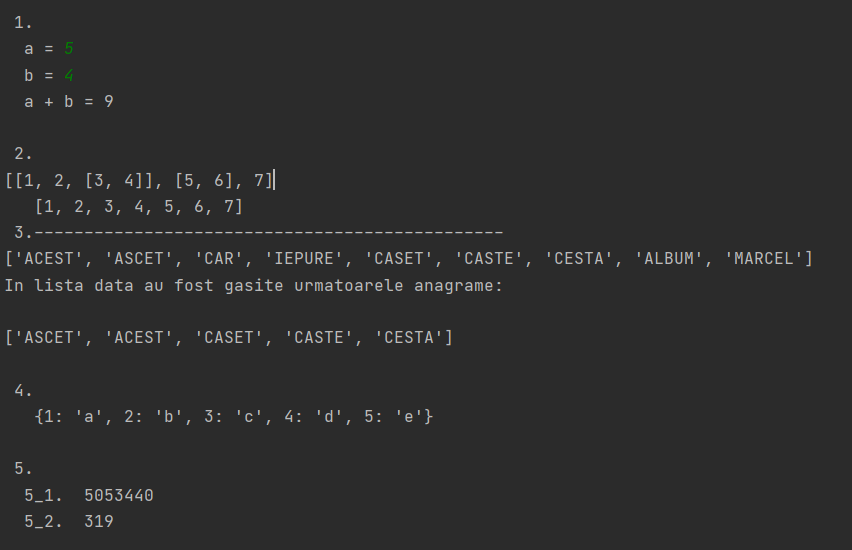 1.
a = 5
b = 4
a + b = 9
2.
[[1, 2, [3, 4]], [5, 6], 7]
[1, 2, 3, 4, 5, 6, 7]
3.-----------------------------------------------
['ACEST', 'ASCET', 'CAR', 'IEPURE', 'CASET', 'CASTE', 'CESTA', 'ALBUM', 'MARCEL']
In lista data au fost gasite urmatoarele anagrame:
['ASCET', 'ACEST', 'CASET', 'CASTE', 'CESTA']
4.
{1: 'a', 2: 'b', 3: 'c', 4: 'd', 5: 'e'}
5.
5_1.  5053440
5_2.  319